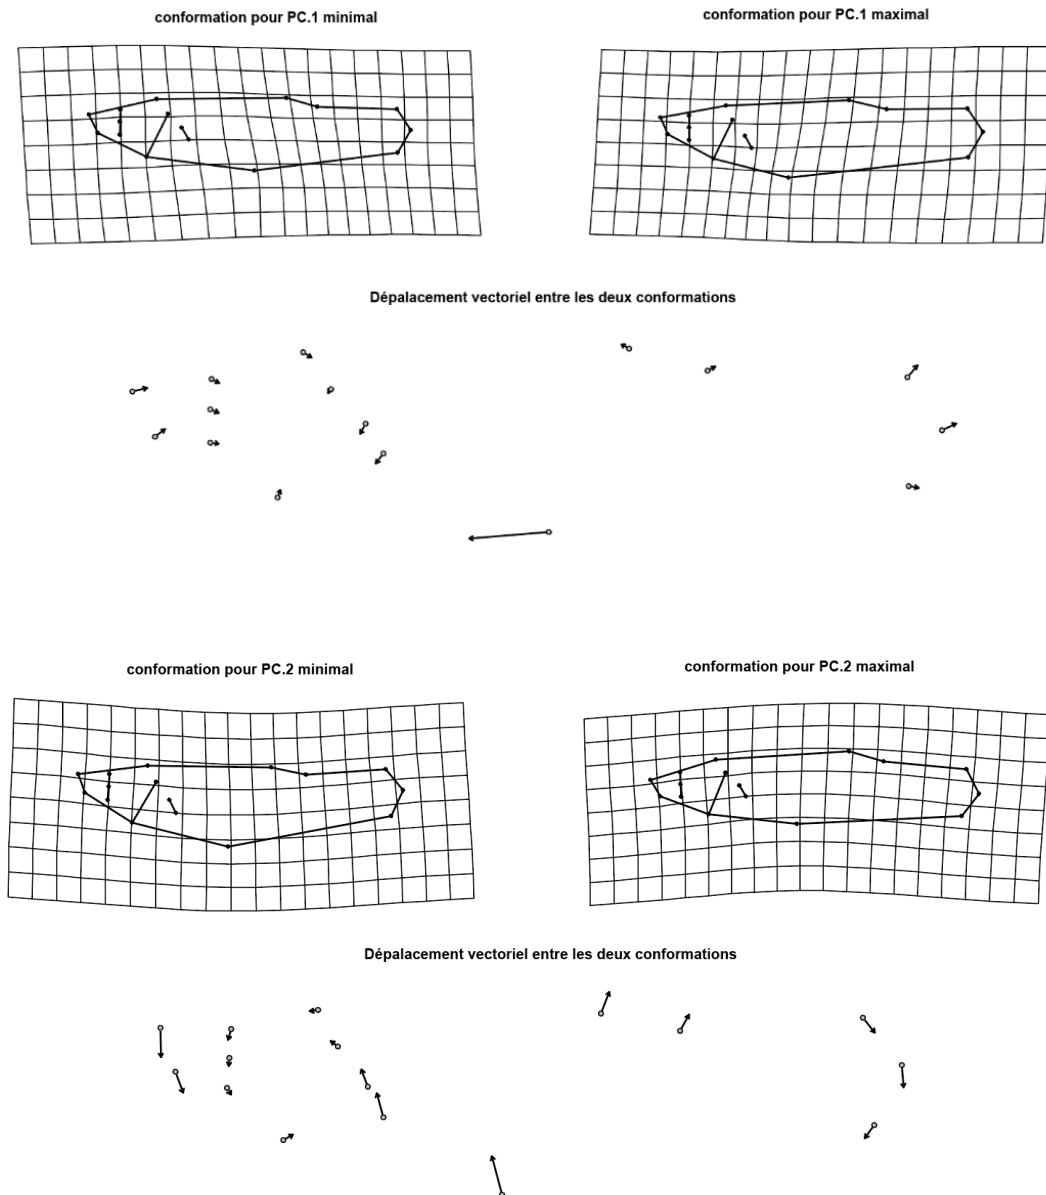 conformation pour PC.1 minimal
conformation pour PC.1 maximal
Dépalacement vectoriel entre les deux conformations
conformation pour PC.2 minimal
conformation pour PC.2 maximal
Dépalacement vectoriel entre les deux conformations